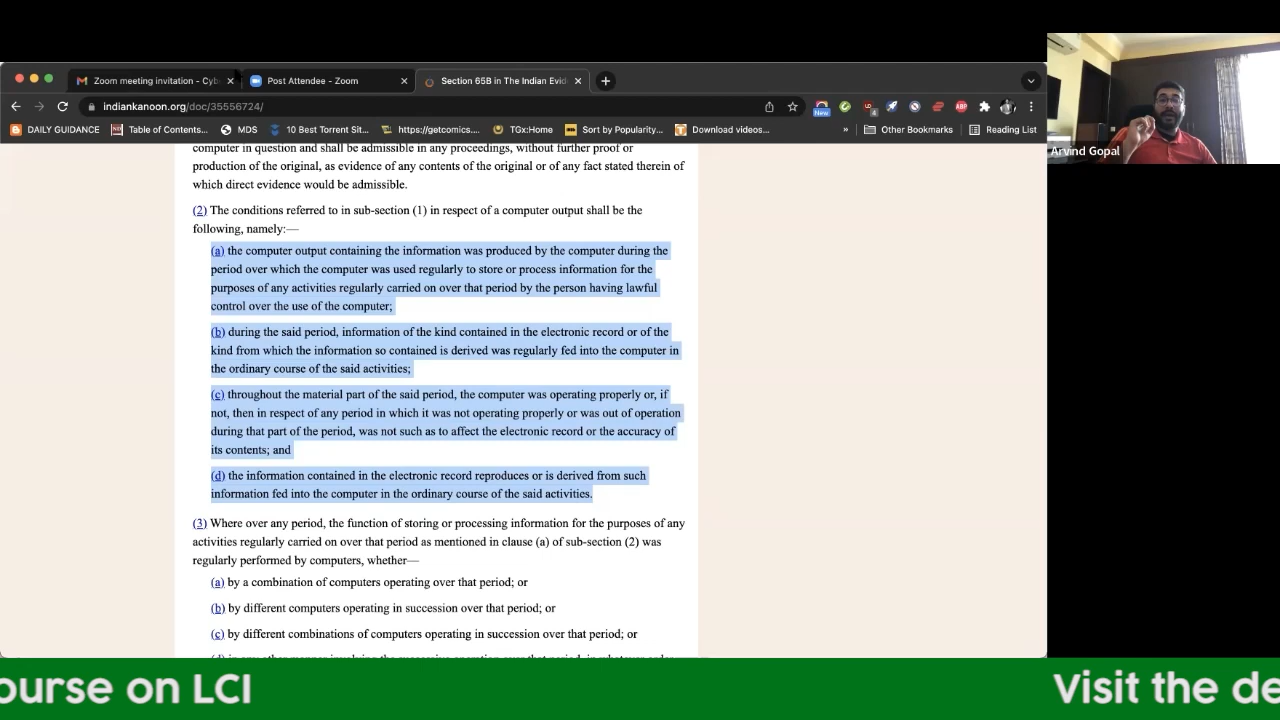 Zoom meeting invitation - Cyb
Post Attendee - Zoom
Section 65B in The Indian Evid
indiankanoon.org/doc/35556724/
New
4
ABP
DAILY GUIDANCE
Table of Contents...
MDS
10 Best Torrent Sit...
https://getcomics....
TGx:Home
Sort by Popularity...
Download videos...
»
Other Bookmarks
Reading List
Arvind Gopal
computer in question and shall be admissible in any proceedings, without further proof or
production of the original, as evidence of any contents of the original or of any fact stated therein of
which direct evidence would be admissible.
(2) The conditions referred to in sub-section (1) in respect of a computer output shall be the
following, namely:—
(a) the computer output containing the information was produced by the computer during the
period over which the computer was used regularly to store or process information for the
purposes of any activities regularly carried on over that period by the person having lawful
control over the use of the computer;
(b) during the said period, information of the kind contained in the electronic record or of the
kind from which the information so contained is derived was regularly fed into the computer in
the ordinary course of the said activities;
(c) throughout the material part of the said period, the computer was operating properly or, if
not, then in respect of any period in which it was not operating properly or was out of operation
during that part of the period, was not such as to affect the electronic record or the accuracy of
its contents; and
(d) the information contained in the electronic record reproduces or is derived from such
information fed into the computer in the ordinary course of the said activities.
(3) Where over any period, the function of storing or processing information for the purposes of any
activities regularly carried on over that period as mentioned in clause (a) of sub-section (2) was
regularly performed by computers, whether—
(a) by a combination of computers operating over that period; or
(b) by different computers operating in succession over that period; or
(c) by different combinations of computers operating in succession over that period; or
ourse on LCI
Visit the de